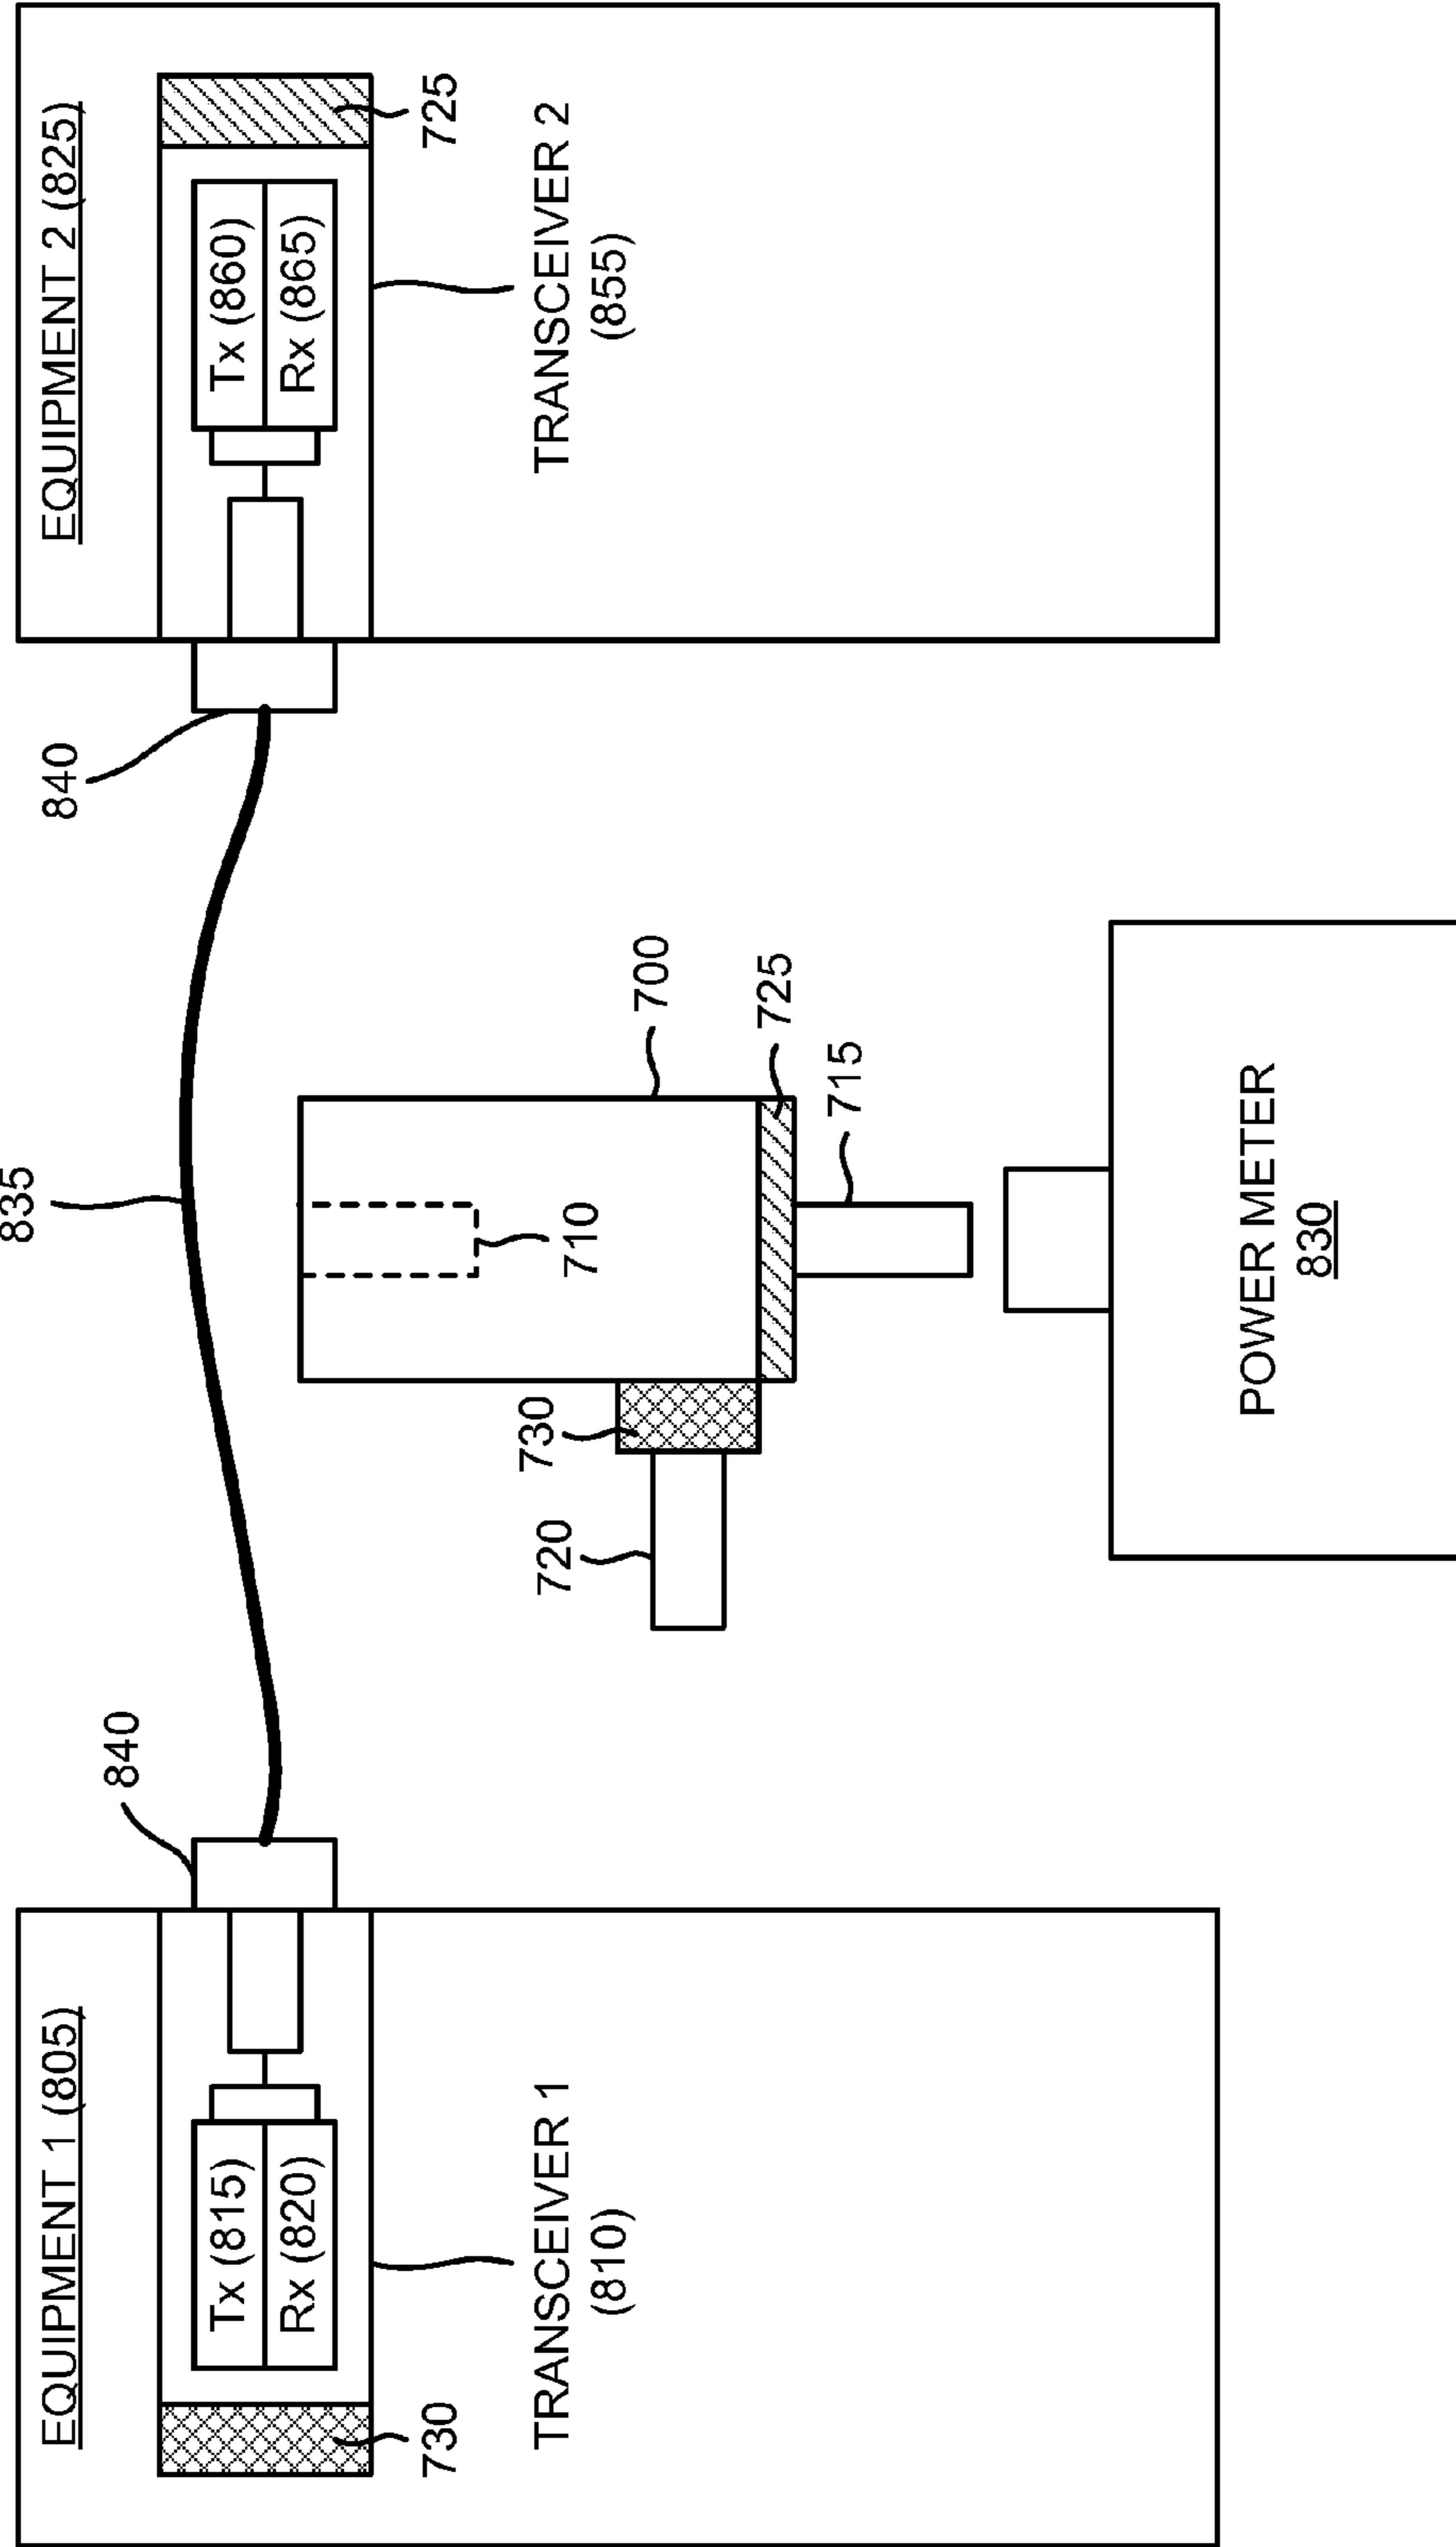 835
EQUIPMENT 1 (805)
840
EQUIPMENT 2 (825)
840
Tx (815)
Tx (860)
Rx (820)
Rx (865)
730
725
TRANSCEIVER 1
(810)
720
730
710
700
TRANSCEIVER 2
(855)
725
715
POWER METER
830